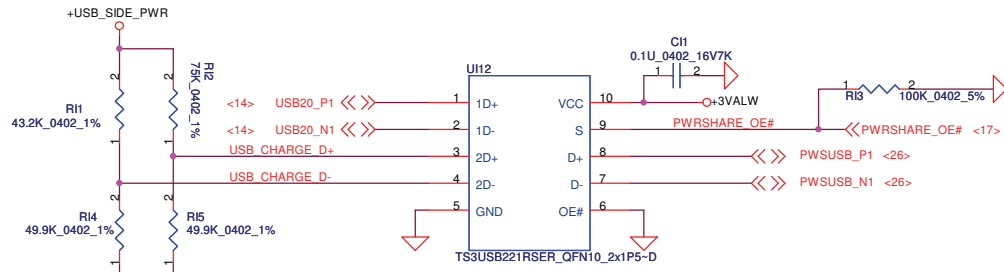 +USB_SIDE_PWR
CI1
0.1U_0402_16V7K
1 2
2 2
RI1
43.2K_0402_1%
1 1
RI2
75K_0402_1%
UI12
<14> USB20_P1 1 1D+ VCC 10 +3VALW
<14> USB20_N1 2 1D- S 9 PWRSHARE_OE# PWRSHARE_OE# <17>
1 2
RI3 100K_0402_5%
USB_CHARGE_D+ 3 2D+ D+ 8 PWSUSB_P1 <26>
USB_CHARGE_D- 4 2D- D- 7 PWSUSB_N1 <26>
5 GND OE# 6
2 2
RI4 RI5
49.9K_0402_1% 49.9K_0402_1%
1 1
TS3USB221RSER_QFN10_2x1P5~D